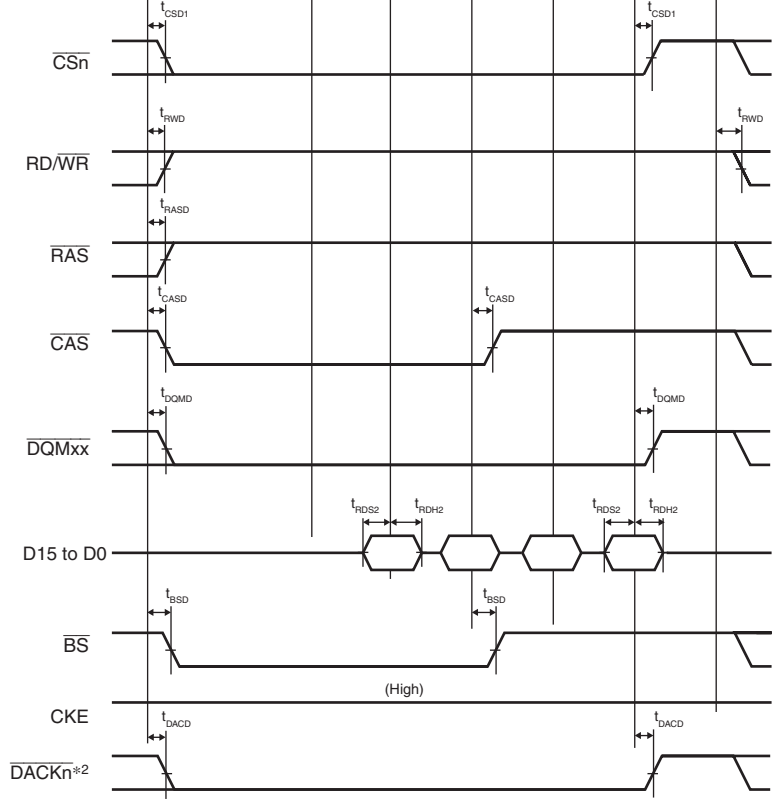 tCSD1 tCSD1
CSn
tRWD tRWD
RD/WR
tRASD
RAS
tCASD tCASD
CAS
tDQMD tDQMD
DQMxx
tRDS2 tRDH2 tRDS2 tRDH2
D15 to D0
tBSD tBSD
BS
(High)
CKE
tDACD tDACD
DACKn*2